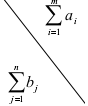 ∑_{i=1}^{m} a_i
∑_{j=1}^{n} b_j